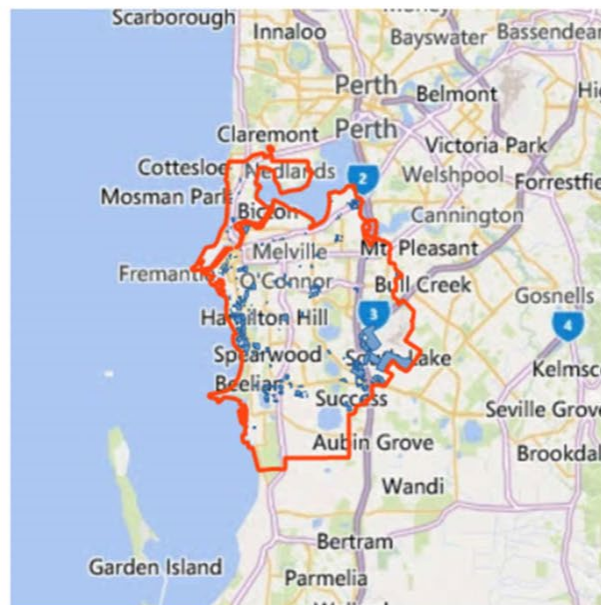 Scarborough
Innaloo
Bayswater
Bassendean
Perth
Belmont
Claremont
Perth
Victoria Park
Cottesloe
Nedlands
2
Welshpool
Forrestfie
Mosman Park
Bicton
Cannington
Melville
Mt Pleasant
Fremantle
O'Connor
Bull Creek
Gosnells
Hamilton Hill
3
4
Spearwood
South Lake
Kelmsc
Beeliar
Success
Seville Grove
Aubin Grove
Brookdal
Wandi
Bertram
Garden Island
Parmelia